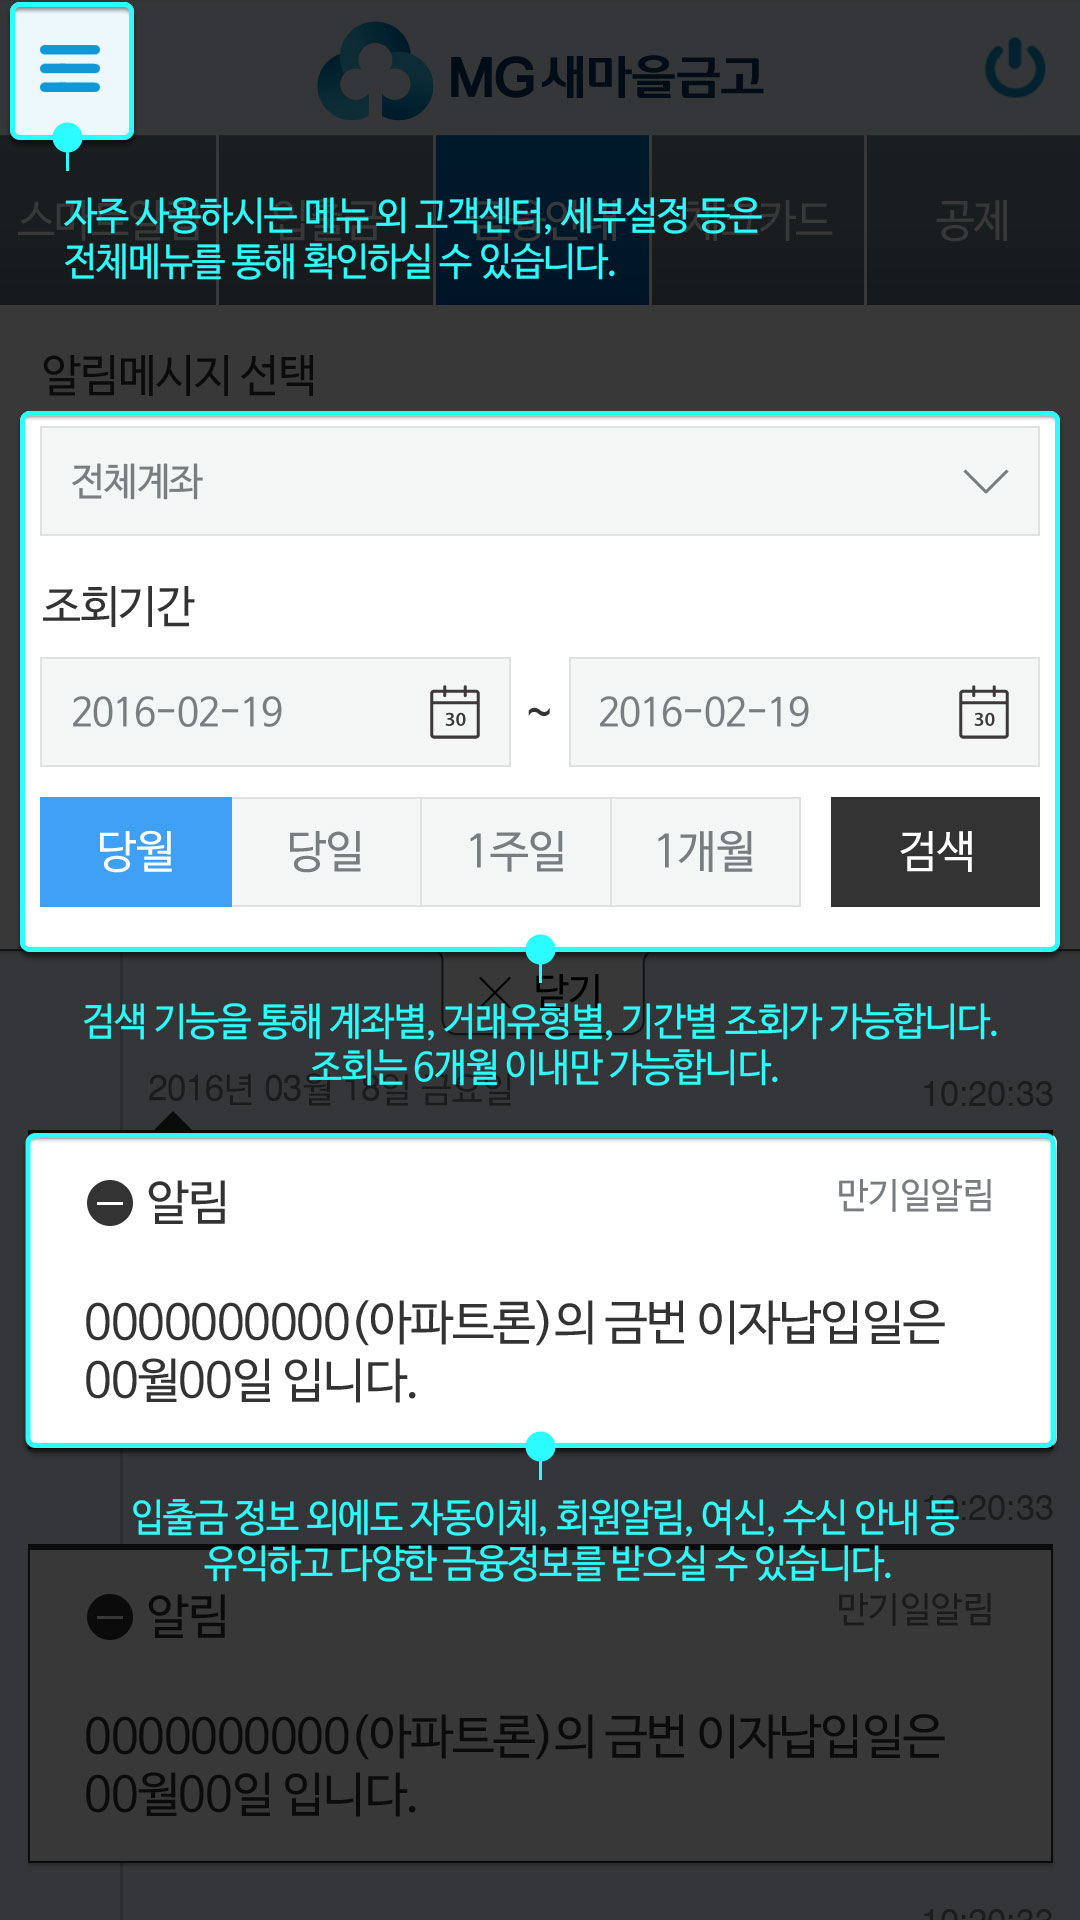 MG새마을금고
공제
자주 사용하시는 메뉴 외 고객센터, 세부설정 등은
전체메뉴를 통해 확인하실 수 있습니다.
알림메시지 선택
전체계좌
조회기간
2016-02-19 30 ~ 2016-02-19 30
당월 당일 1주일 1개월 검색
닫기
검색 기능을 통해 계좌별, 거래유형별, 기간별 조회가 가능합니다.
조회는 6개월 이내만 가능합니다.
2016년 03월 18일 금요일 10:20:33
알림 만기일알림
0000000000(아파트론)의 금번 이자납입일은
00월00일 입니다.
10:20:33
입출금 정보 외에도 자동이체, 회원알림, 여신, 수신 안내 등
유익하고 다양한 금융정보를 받으실 수 있습니다.
알림 만기일알림
0000000000(아파트론)의 금번 이자납입일은
00월00일 입니다.
10:20:33